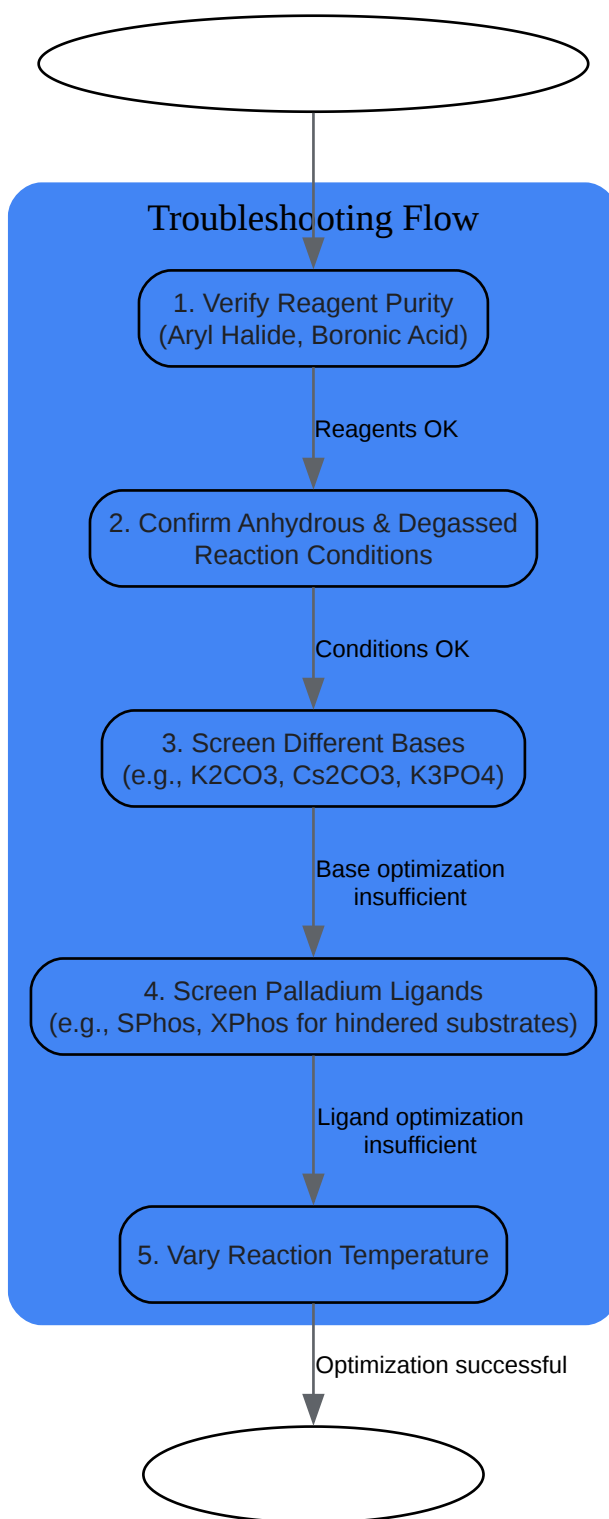 Troubleshooting Flow
1. Verify Reagent Purity
(Aryl Halide, Boronic Acid)
Reagents OK
2. Confirm Anhydrous & Degassed
Reaction Conditions
Conditions OK
3. Screen Different Bases
(e.g., K2CO3, Cs2CO3, K3PO4)
Base optimization
insufficient
4. Screen Palladium Ligands
(e.g., SPhos, XPhos for hindered substrates)
Ligand optimization
insufficient
5. Vary Reaction Temperature
Optimization successful